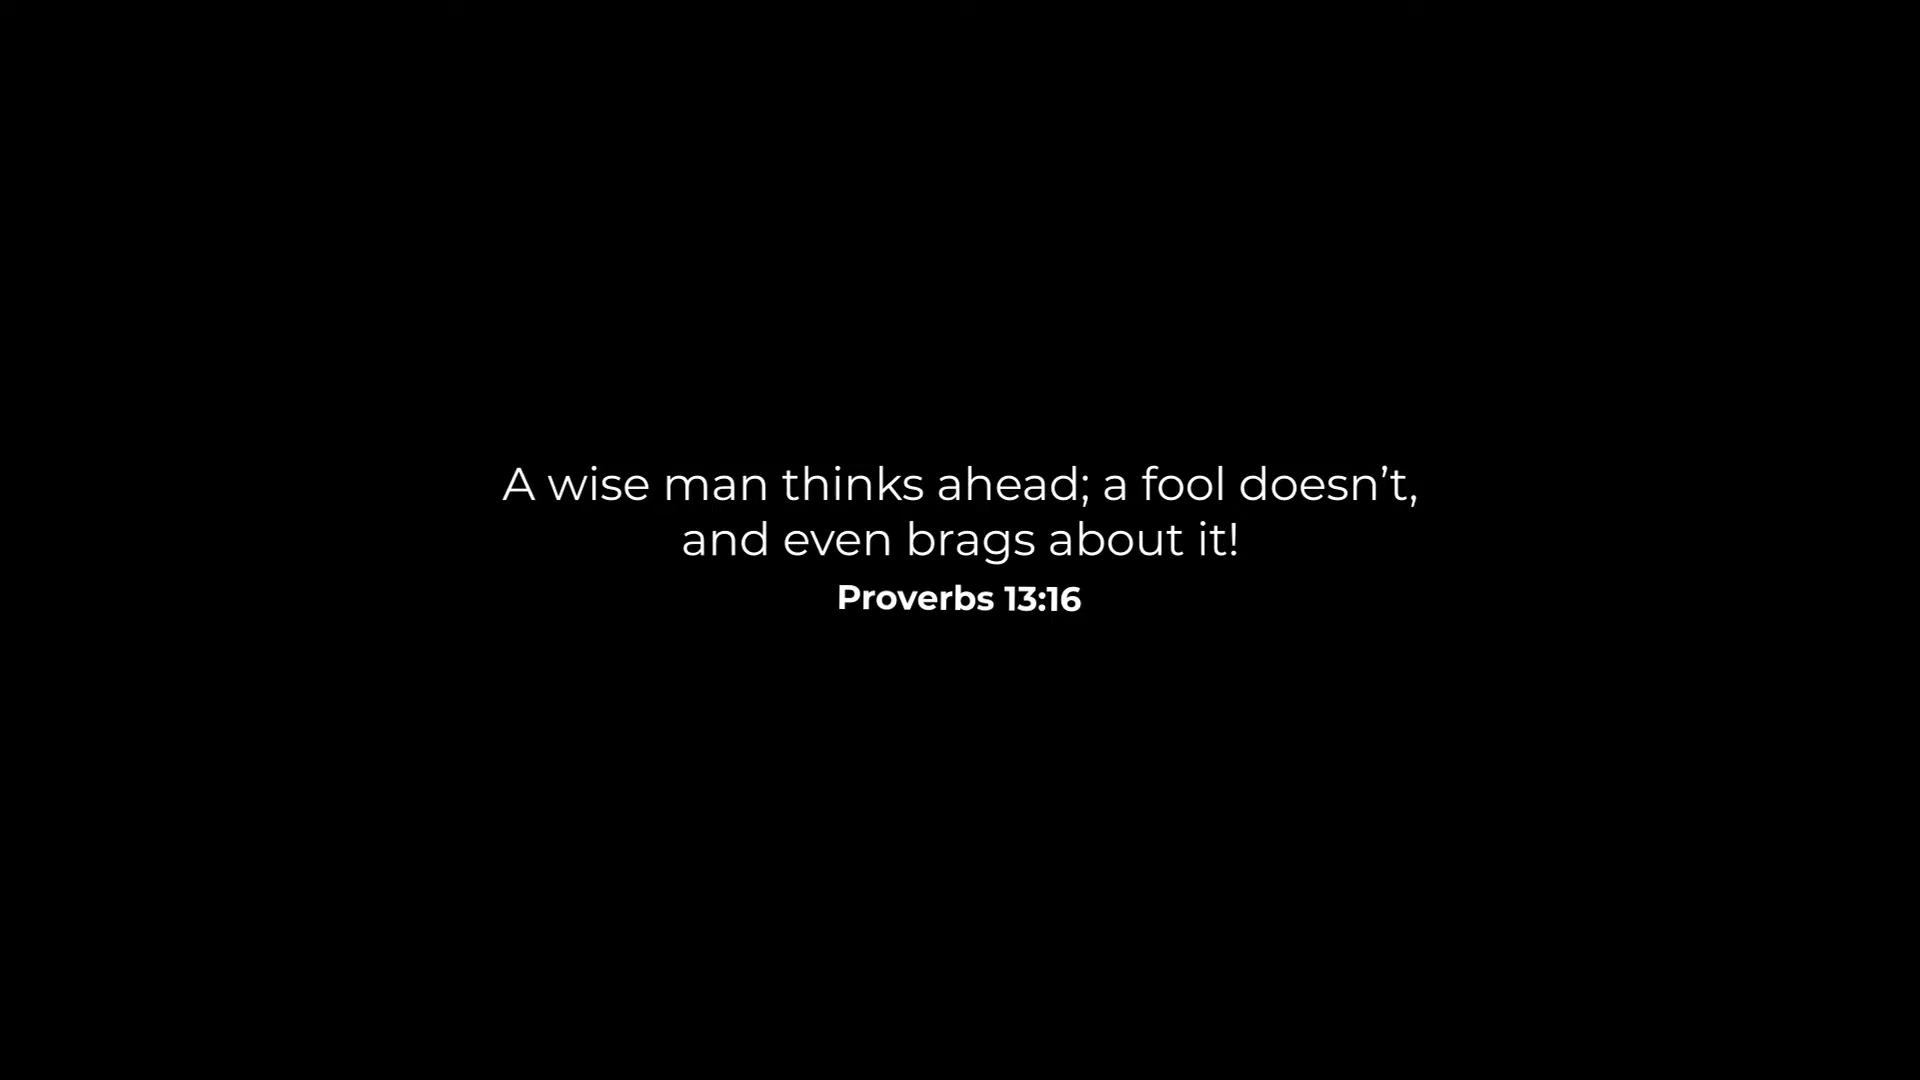 A wise man thinks ahead; a fool doesn’t,
and even brags about it!
Proverbs 13:16